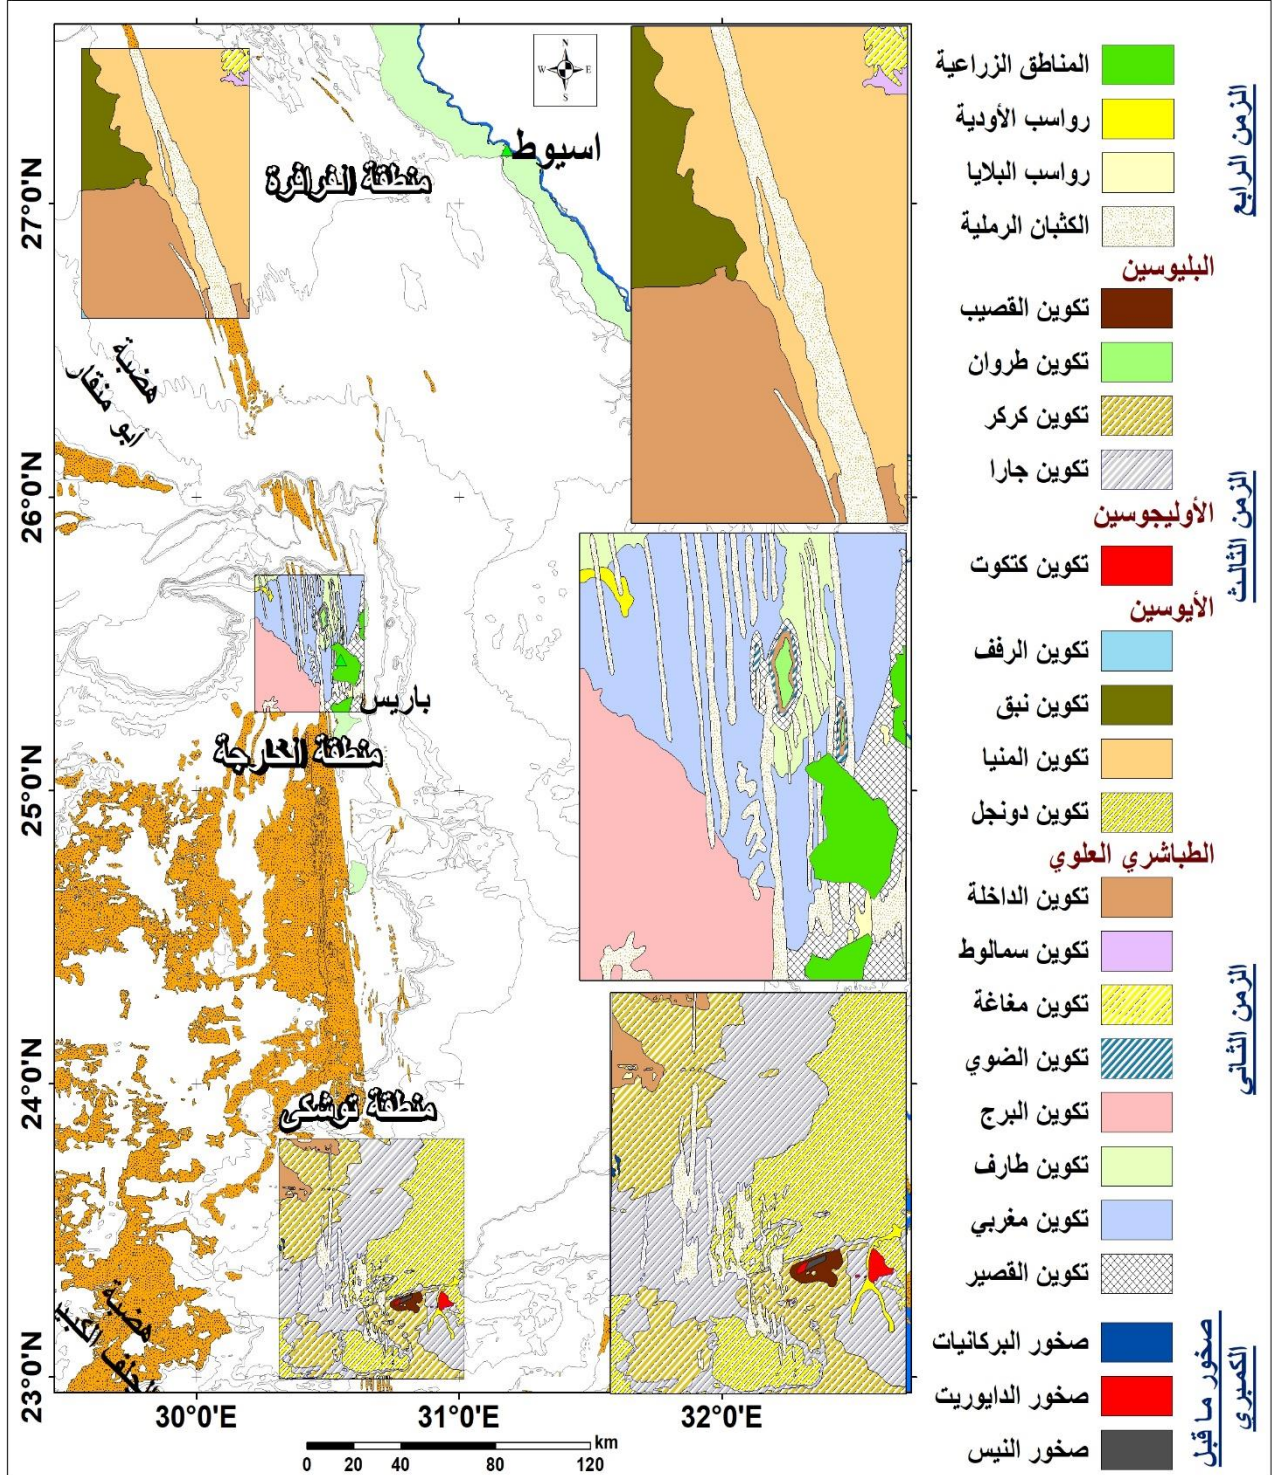 N
W E
S
اسيوط
منطقة الفرافرة
هضبة
أبو منقار
باريس
منطقة الخارجة
منطقة توشكى
هضبة
27°0'N
26°0'N
25°0'N
24°0'N
23°0'N
30°0'E
31°0'E
32°0'E
km
0 20 40 80 120
الزمن الرابع
المناطق الزراعية
رواسب الأودية
رواسب البلايا
الكثبان الرملية
البليوسين
تكوين القصيب
تكوين طروان
تكوين كركر
تكوين جارا
الزمن الثالث
الأوليجوسين
تكوين كتكوت
الأيوسين
تكوين الرفف
تكوين نبق
تكوين المنيا
تكوين دونجل
الطباشري العلوي
تكوين الداخلة
تكوين سمالوط
تكوين مغاغة
الزمن الثاني
تكوين الضوي
تكوين البرج
تكوين طارف
تكوين مغربي
تكوين القصير
صخور ما قبل
الكمبري
صخور البركانيات
صخور الدايوريت
صخور النيس